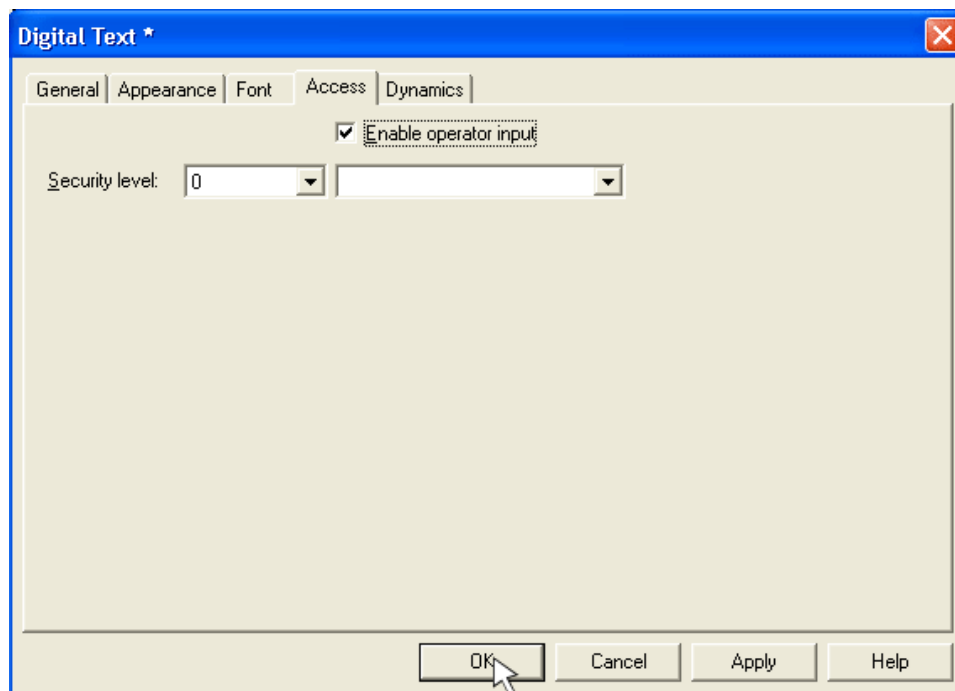 Digital Text *
General Appearance Font Access Dynamics
Enable operator input
Security level: 0
OK Cancel Apply Help